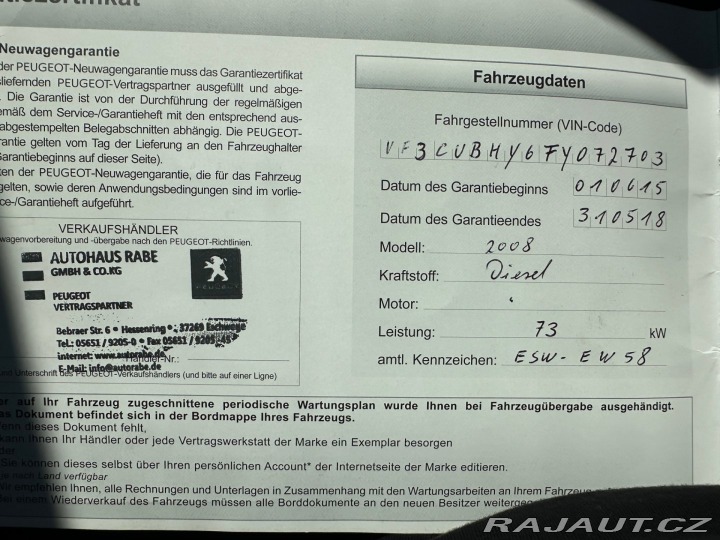 Neuwagengarantie
der PEUGEOT-Neuwagengarantie muss das Garantiezertifikat
liefernden PEUGEOT-Vertragspartner ausgefüllt und abge-
. Die Garantie ist von der Durchführung der regelmäßigen
emäß dem Service-/Garantieheft mit den entsprechend aus-
abgestempelten Belegabschnitten abhängig. Die PEUGEOT-
rantie gelten vom Tag der Lieferung an den Fahrzeughalter
Garantiebeginns auf dieser Seite).
en der PEUGEOT-Neuwagengarantie, die für das Fahrzeug
gelten, sowie deren Anwendungsbedingungen sind im vorlie-
ce-/Garantieheft aufgeführt.
VERKAUFSHÄNDLER
wagenvorbereitung und -übergabe nach den PEUGEOT-Richtlinien.
AUTOHAUS RABE
GMBH & CO.KG
PEUGEOT
PEUGEOT
VERTRAGSPARTNER
Bebraer Str. 6 • Hessenring • 37269 Eschwege
Tel.: 05651 / 9205-0 • Fax 05651 / 9205-45
internet: www.autorabe.de
Händler-Nr.:
E-Mail: info@autorabe.de
und Unterschrift des PEUGEOT-Verkaufshändlers (und bitte auf einer Ligne)
Fahrzeugdaten
Fahrgestellnummer (VIN-Code)
VF3CUBHY6FY072703
Datum des Garantiebeginns 010615
Datum des Garantieendes 310518
Modell: 2008
Kraftstoff: Diesel
Motor:
Leistung: 73 kW
amtl. Kennzeichen: ESW-EW 58
er auf Ihr Fahrzeug zugeschnittene periodische Wartungsplan wurde Ihnen bei Fahrzeugübergabe ausgehändigt.
as Dokument befindet sich in der Bordmappe Ihres Fahrzeugs.
enn dieses Dokument fehlt,
kann Ihnen Ihr Händler oder jede Vertragswerkstatt der Marke ein Exemplar besorgen
der
Sie können dieses selbst über Ihren persönlichen Account* der Internetseite der Marke editieren.
je nach Land verfügbar
Wir empfehlen Ihnen, alle Rechnungen und Unterlagen in Zusammenhang mit den Wartungsarbeiten an Ihrem Fahrzeug
Bei einem Wiederverkauf des Fahrzeugs müssen alle Borddokumente an den neuen Besitzer weiterge
RAJAUT.CZ